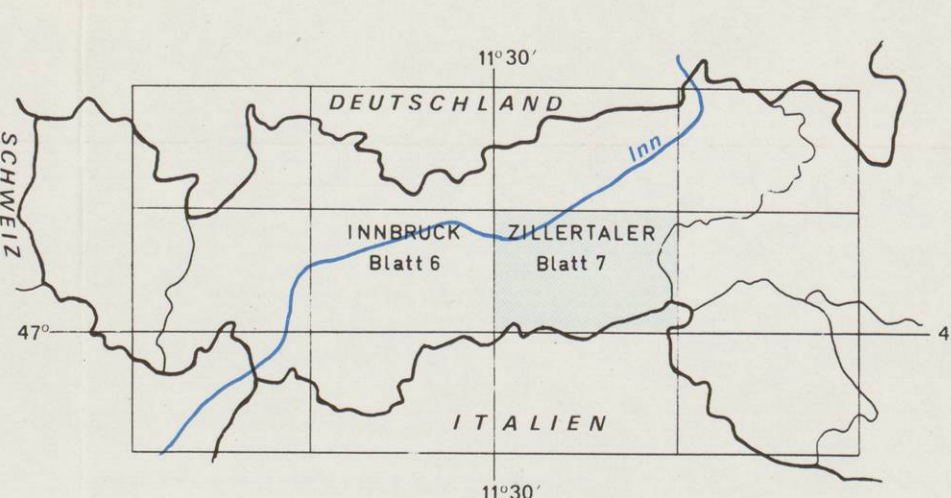 11°30′
DEUTSCHLAND
SCHWEIZ
Inn
INNBRUCK
Blatt 6
ZILLERTALER
Blatt 7
47°
4
ITALIEN
11°30′